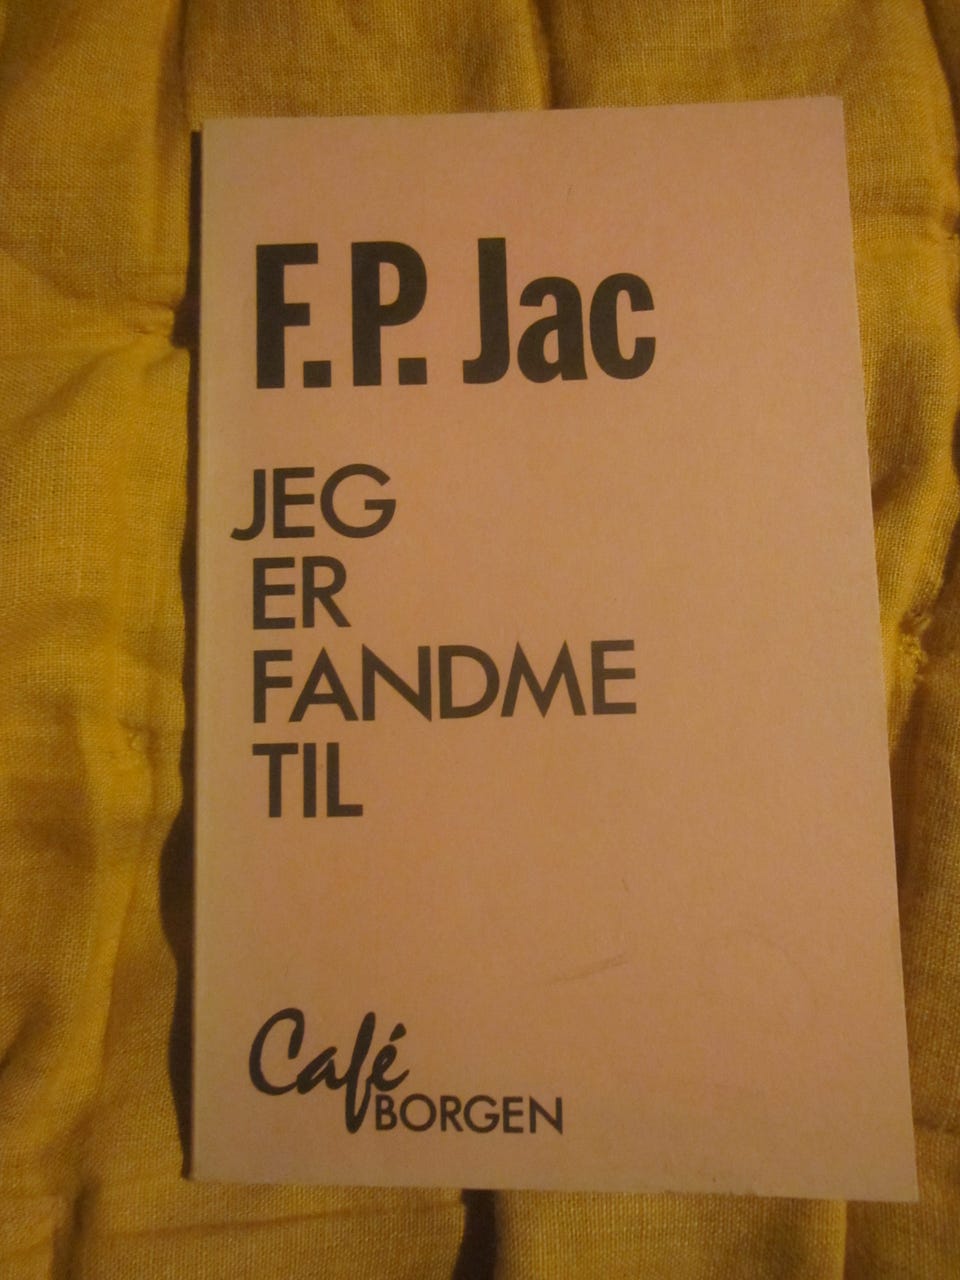 F.P. Jac
JEG
ER
FANDME
TIL
Café
BORGEN